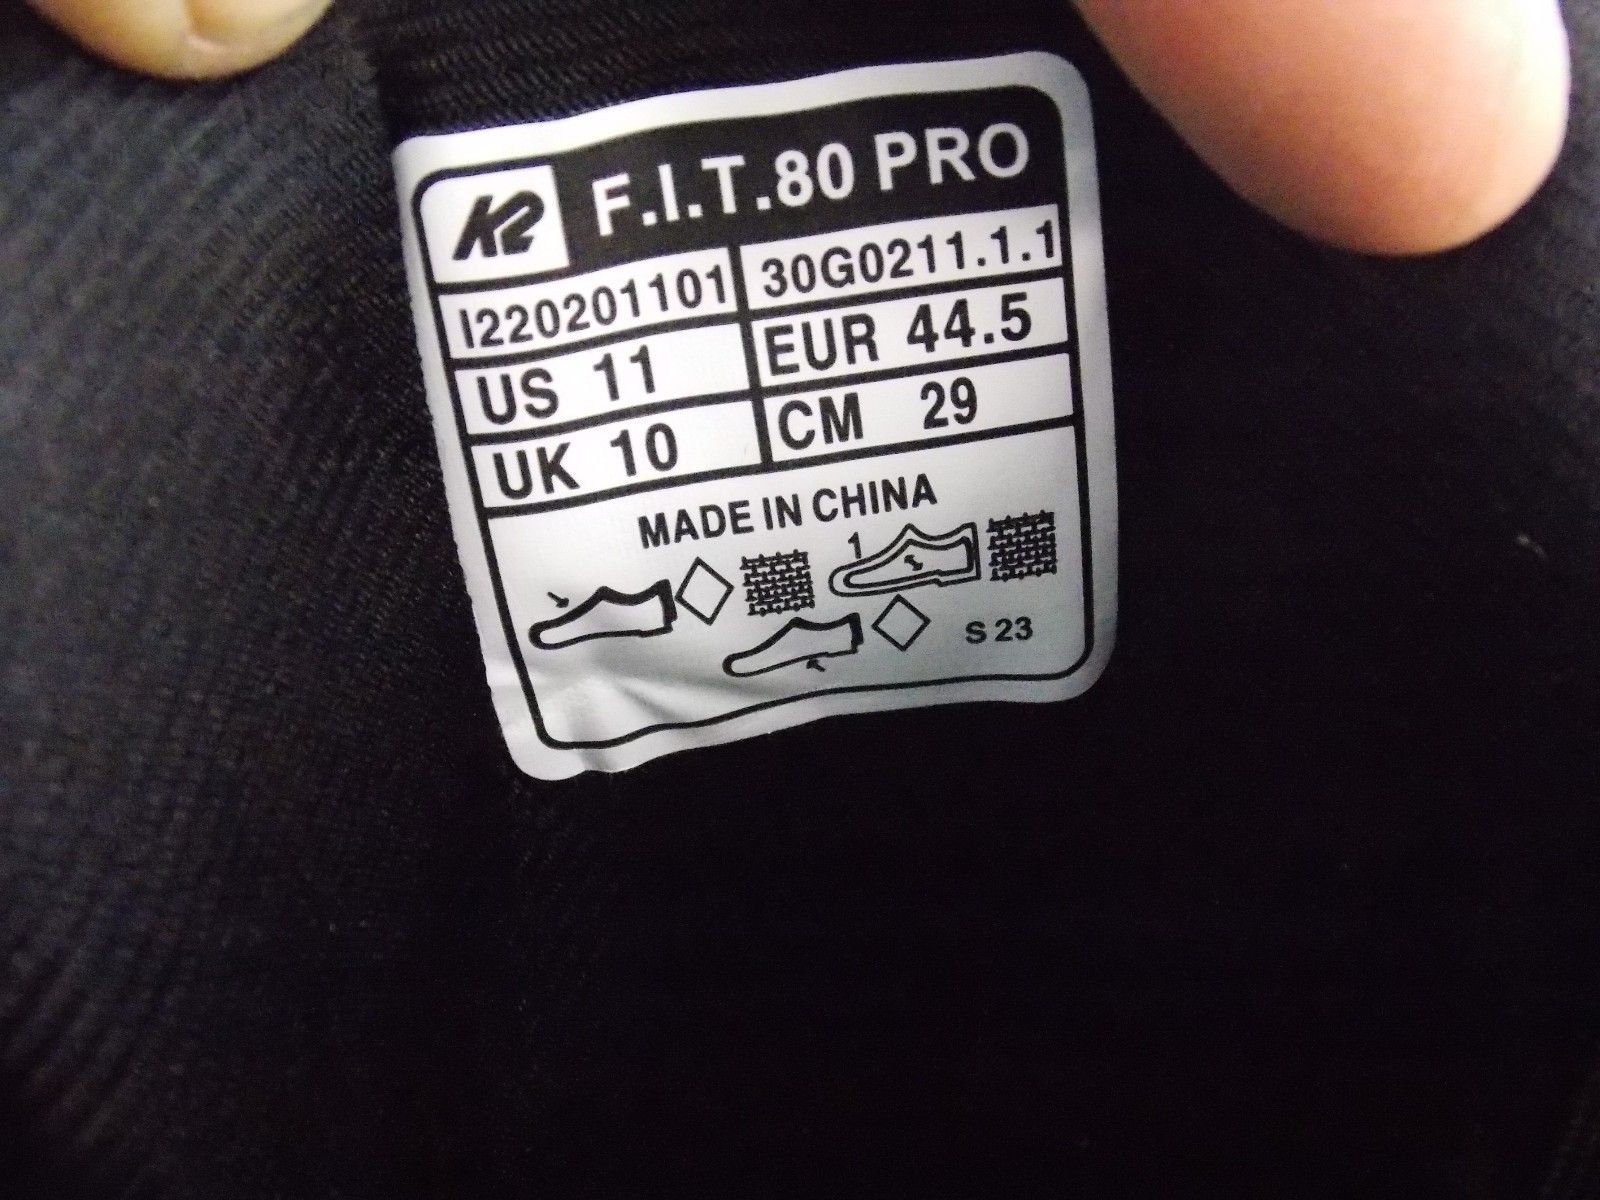 K2 F.I.T.80 PRO
I220201101 30G0211.1.1
US 11 EUR 44.5
UK 10 CM 29
MADE IN CHINA
1
S 23